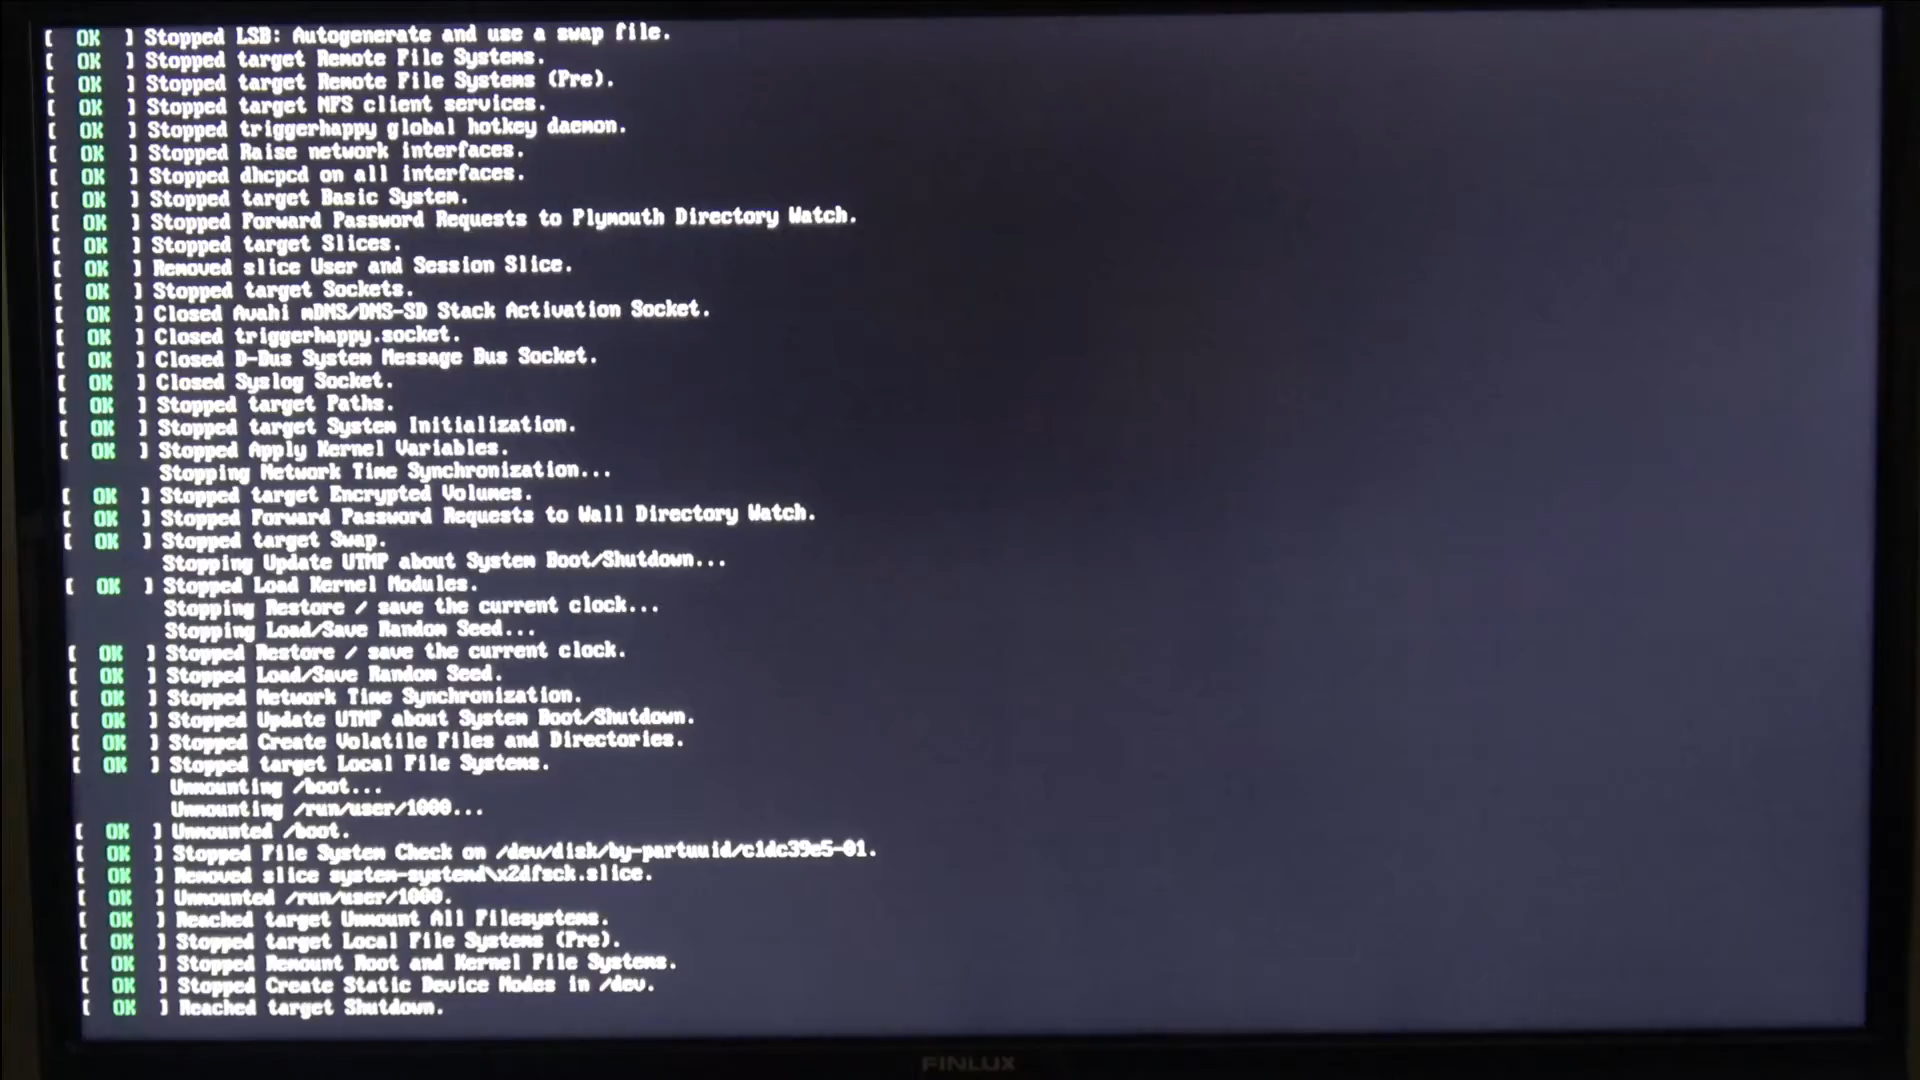 [ OK ] Stopped LSB: Autogenerate and use a swap file.
[ OK ] Stopped target Remote File Systems.
[ OK ] Stopped target Remote File Systems (Pre).
[ OK ] Stopped target NFS client services.
[ OK ] Stopped triggerhappy global hotkey daemon.
[ OK ] Stopped Raise network interfaces.
[ OK ] Stopped dhcpcd on all interfaces.
[ OK ] Stopped target Basic System.
[ OK ] Stopped Forward Password Requests to Plymouth Directory Watch.
[ OK ] Stopped target Slices.
[ OK ] Removed slice User and Session Slice.
[ OK ] Stopped target Sockets.
[ OK ] Closed Avahi mDNS/DNS-SD Stack Activation Socket.
[ OK ] Closed triggerhappy.socket.
[ OK ] Closed D-Bus System Message Bus Socket.
[ OK ] Closed Syslog Socket.
[ OK ] Stopped target Paths.
[ OK ] Stopped target System Initialization.
[ OK ] Stopped Apply Kernel Variables.
Stopping Network Time Synchronization...
[ OK ] Stopped target Encrypted Volumes.
[ OK ] Stopped Forward Password Requests to Wall Directory Watch.
[ OK ] Stopped target Swap.
Stopping Update UTMP about System Boot/Shutdown...
[ OK ] Stopped Load Kernel Modules.
Stopping Restore / save the current clock...
Stopping Load/Save Random Seed...
[ OK ] Stopped Restore / save the current clock.
[ OK ] Stopped Load/Save Random Seed.
[ OK ] Stopped Network Time Synchronization.
[ OK ] Stopped Update UTMP about System Boot/Shutdown.
[ OK ] Stopped Create Volatile Files and Directories.
[ OK ] Stopped target Local File Systems.
Unmounting /boot...
Unmounting /run/user/1000...
[ OK ] Unmounted /boot.
[ OK ] Stopped File System Check on /dev/disk/by-partuuid/c1dc39e5-01.
[ OK ] Removed slice system-systemd\x2dfsck.slice.
[ OK ] Unmounted /run/user/1000.
[ OK ] Reached target Unmount All Filesystems.
[ OK ] Stopped target Local File Systems (Pre).
[ OK ] Stopped Remount Root and Kernel File Systems.
[ OK ] Stopped Create Static Device Nodes in /dev.
[ OK ] Reached target Shutdown.
FINLUX